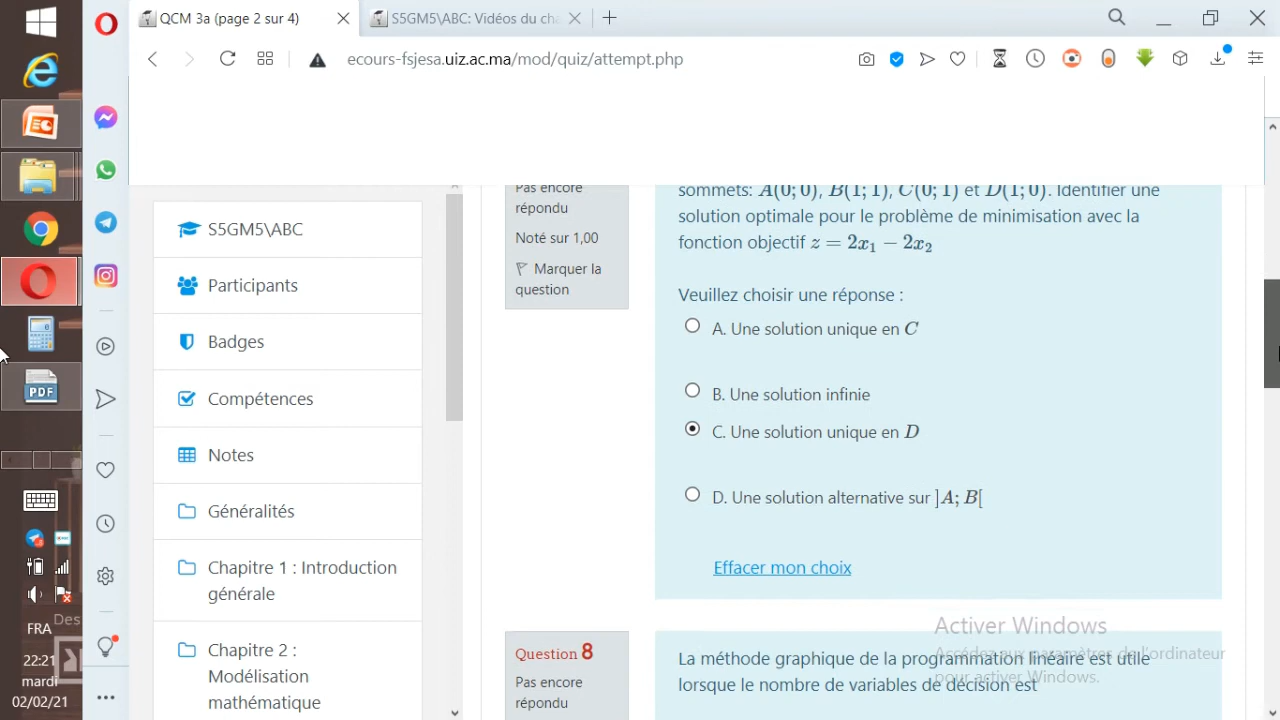 QCM 3a (page 2 sur 4)
S5GM5\ABC: Vidéos du cha
ecours-fsjesa.uiz.ac.ma/mod/quiz/attempt.php
S5GM5\ABC
Participants
Badges
Compétences
Notes
Généralités
Chapitre 1 : Introduction
générale
Chapitre 2 :
Modélisation
mathématique
Pas encore
répondu
Noté sur 1,00
Marquer la
question
sommets: A(0; 0), B(1; 1), C(0; 1) et D(1; 0). Identifier une
solution optimale pour le problème de minimisation avec la
fonction objectif z = 2x₁ − 2x₂
Veuillez choisir une réponse :
A. Une solution unique en C
B. Une solution infinie
C. Une solution unique en D
D. Une solution alternative sur ]A; B[
Effacer mon choix
Question 8
Pas encore
répondu
La méthode graphique de la programmation linéaire est utile
lorsque le nombre de variables de décision est
Activer Windows
Accédez aux paramètres de l'ordinateur
pour activer Windows.
PDF
FRA
Des
22:21
mardi
02/02/21